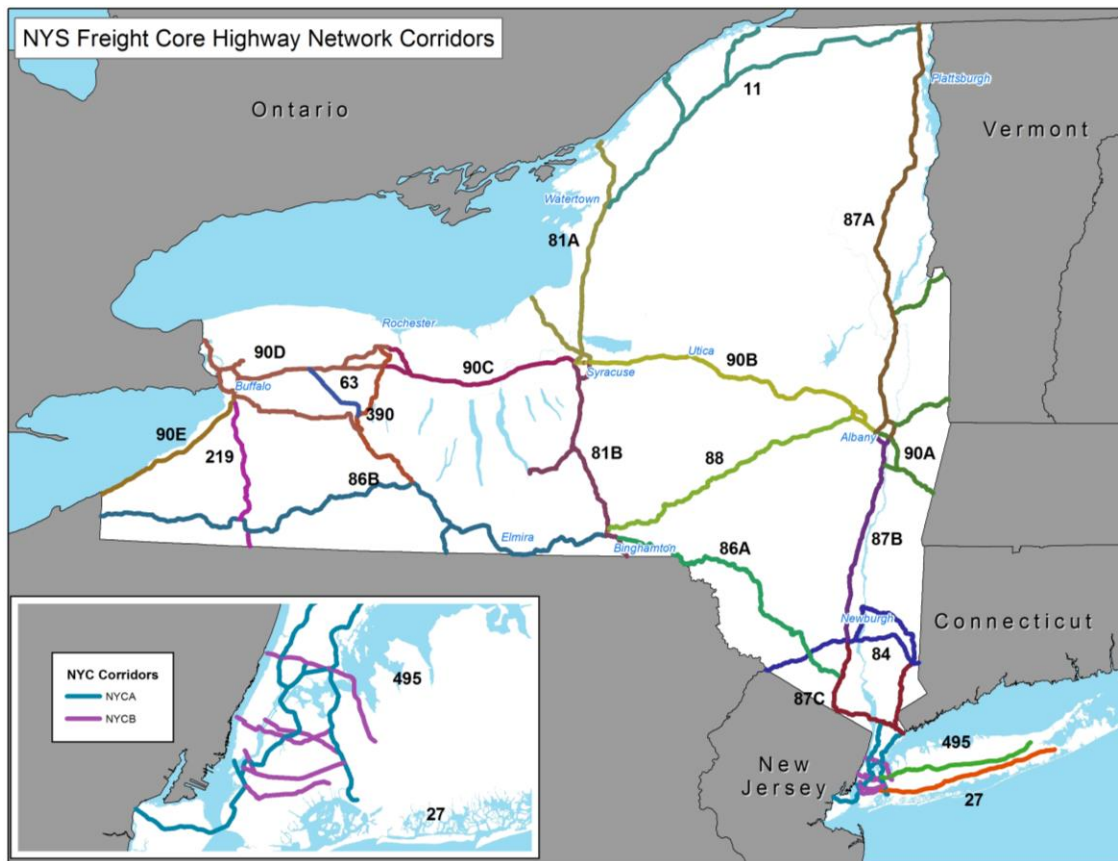 NYS Freight Core Highway Network Corridors
Ontario
11
Plattsburgh
Vermont
Watertown
87A
81A
Rochester
90D
90C
Utica
90B
63
Syracuse
Buffalo
390
90E
Albany
90A
219
81B
88
86B
Elmira
Binghamton
86A
87B
Newburgh
Connecticut
84
87C
NYC Corridors
NYCA
NYCB
495
27
495
New
Jersey
27